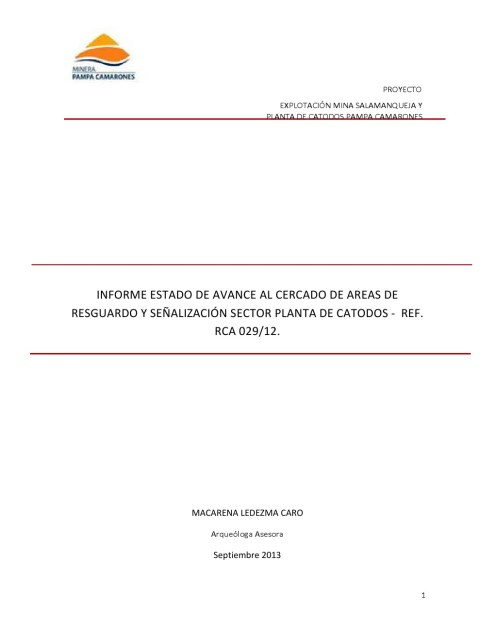 MINERA
PAMPA CAMARONES
PROYECTO
EXPLOTACIÓN MINA SALAMANQUEJA Y
PLANTA DE CATODOS PAMPA CAMARONES
INFORME ESTADO DE AVANCE AL CERCADO DE AREAS DE
RESGUARDO Y SEÑALIZACIÓN SECTOR PLANTA DE CATODOS - REF.
RCA 029/12.
MACARENA LEDEZMA CARO
Arqueóloga Asesora
Septiembre 2013
1